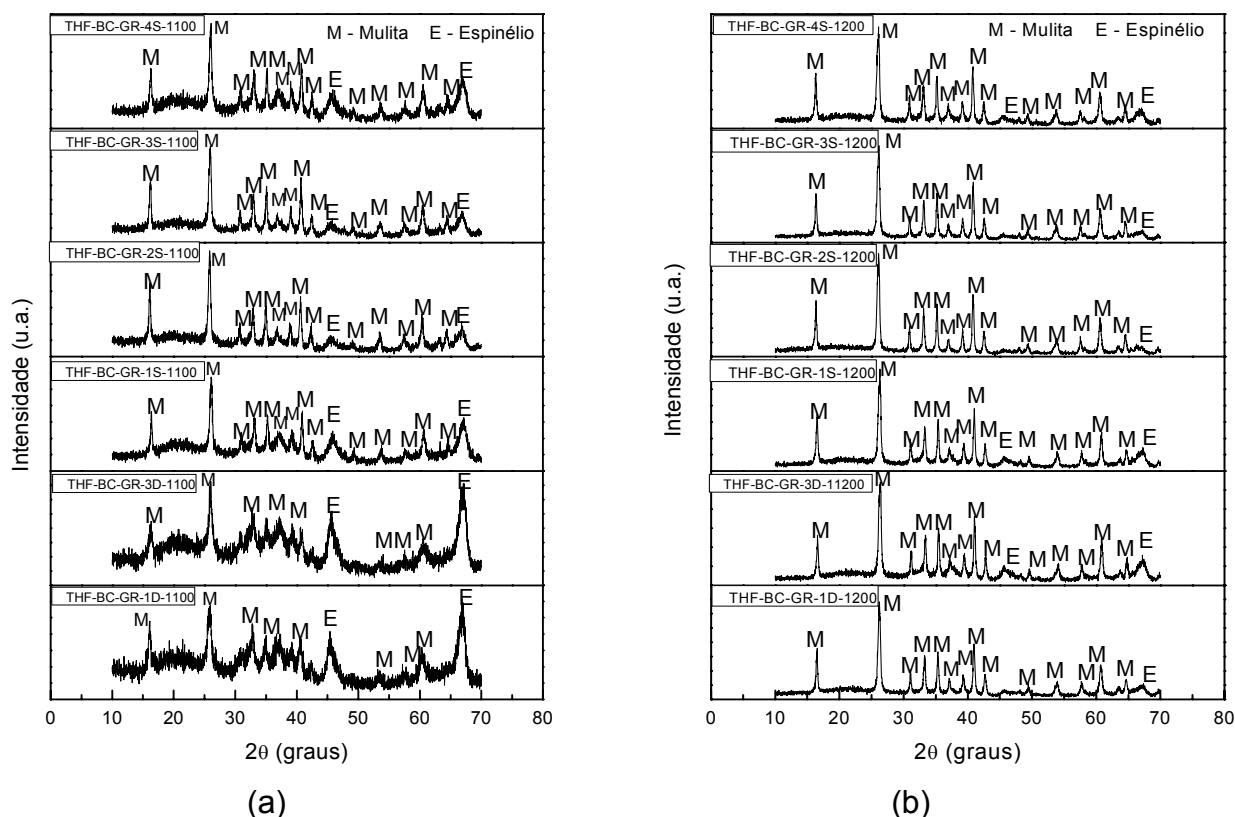 THF-BC-GR-4S-1100
M - Mulita E - Espinélio
M M M M M M M M M M E M M M M M E
THF-BC-GR-3S-1100
M M M M M M M M M E M M M M M E
THF-BC-GR-2S-1100
M M M M M M M M M E M M M M M E
THF-BC-GR-1S-1100
M M M M M M M M M E M M M M M E
THF-BC-GR-3D-1100
M M M M M M E M M M E
THF-BC-GR-1D-1100
M M M M M M E M M M E
Intensidade (u.a.)
0 10 20 30 40 50 60 70 80
2θ (graus)
(a)
THF-BC-GR-4S-1200
M - Mulita E - Espinélio
M M M M M M M M M E M M M M M E
THF-BC-GR-3S-1200
M M M M M M M M M M M M M M E
THF-BC-GR-2S-1200
M M M M M M M M M M M M M M E
THF-BC-GR-1S-1200
M M M M M M M M M E M M M M M E
THF-BC-GR-3D-11200
M M M M M M M M M E M M M M M E
THF-BC-GR-1D-1200
M M M M M M M M M M M M M M E
Intensidade (u.a.)
0 10 20 30 40 50 60 70 80
2θ (graus)
(b)